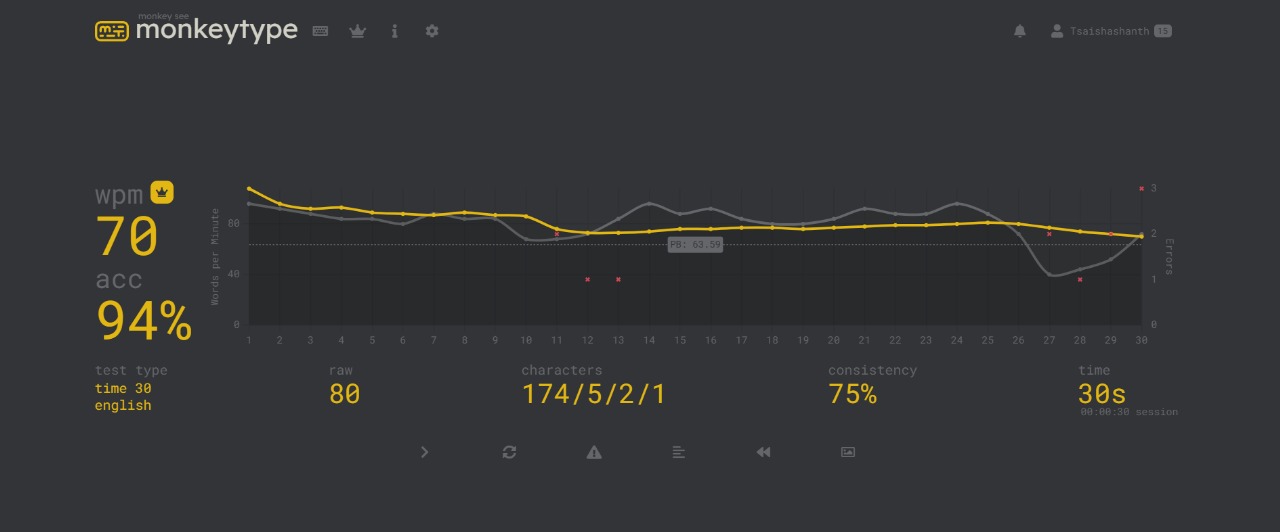 monkey see
monkeytype
Tsaishashanth 15
wpm
70
acc
94%
Words per Minute
80
40
0
PB: 63.59
3
2
1
0
Errors
1 2 3 4 5 6 7 8 9 10 11 12 13 14 15 16 17 18 19 20 21 22 23 24 25 26 27 28 29 30
test type
time 30
english
raw
80
characters
174/5/2/1
consistency
75%
time
30s
00:00:30 session